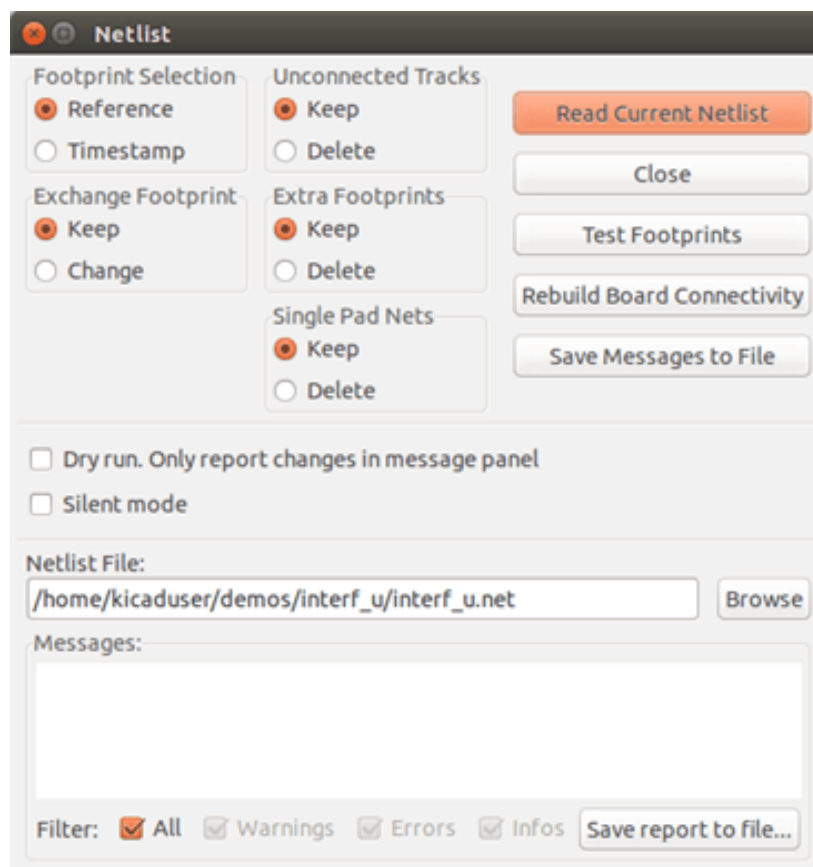 Netlist
Footprint Selection
Reference
Timestamp
Unconnected Tracks
Keep
Delete
Read Current Netlist
Close
Exchange Footprint
Keep
Change
Extra Footprints
Keep
Delete
Test Footprints
Rebuild Board Connectivity
Single Pad Nets
Keep
Delete
Save Messages to File
Dry run. Only report changes in message panel
Silent mode
Netlist File:
/home/kicaduser/demos/interf_u/interf_u.net
Browse
Messages:
Filter: All Warnings Errors Infos Save report to file...